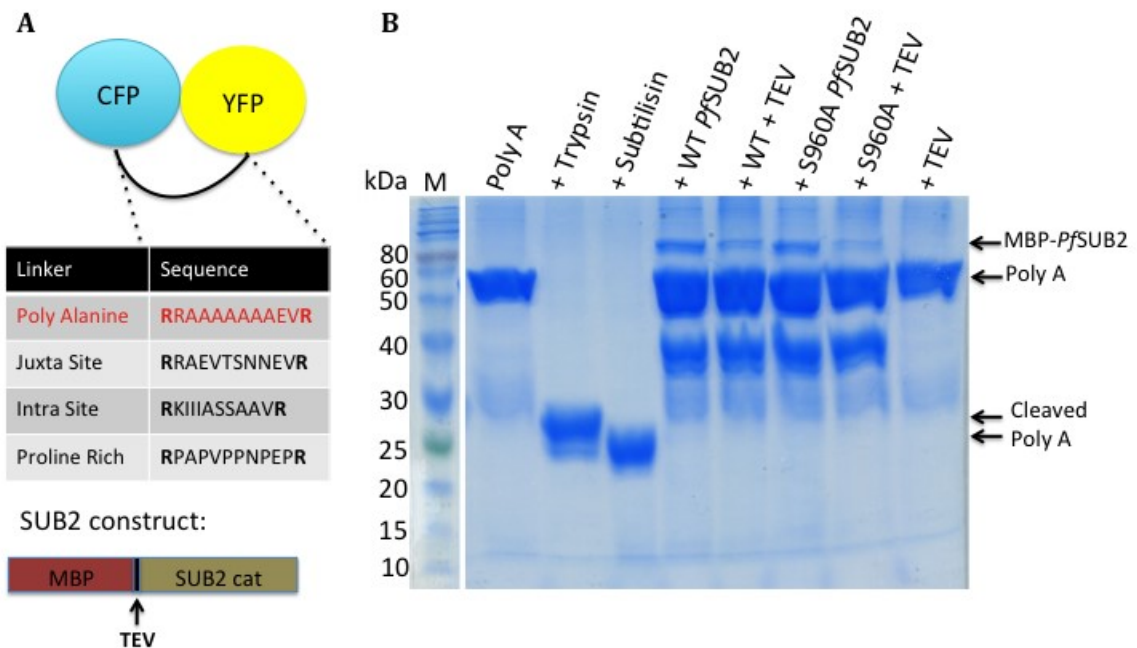 A
CFP
YFP
Linker Sequence
Poly Alanine RRAAAAAAAEVR
Juxta Site RRAEVTSNNEVR
Intra Site RKIIIASSAAVR
Proline Rich RPAPVPPNPEPR
SUB2 construct:
MBP SUB2 cat
TEV
B
kDa M Poly A + Trypsin + Subtilisin + WT PfSUB2 + WT + TEV + S960A PfSUB2 + S960A + TEV + TEV
80
60
50
40
30
25
20
15
10
MBP-PfSUB2
Poly A
Cleaved
Poly A